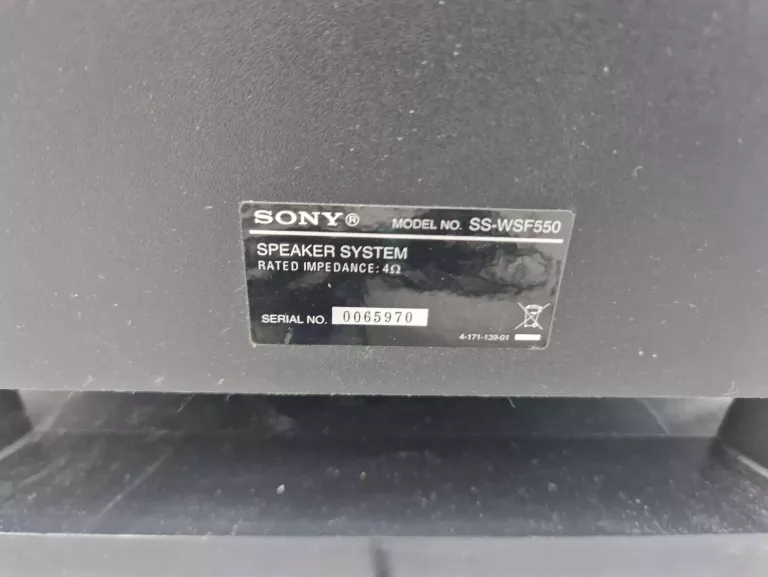 SONY® MODEL NO. SS-WSF550
SPEAKER SYSTEM
RATED IMPEDANCE: 4Ω
SERIAL NO. 0065970
4-171-139-01